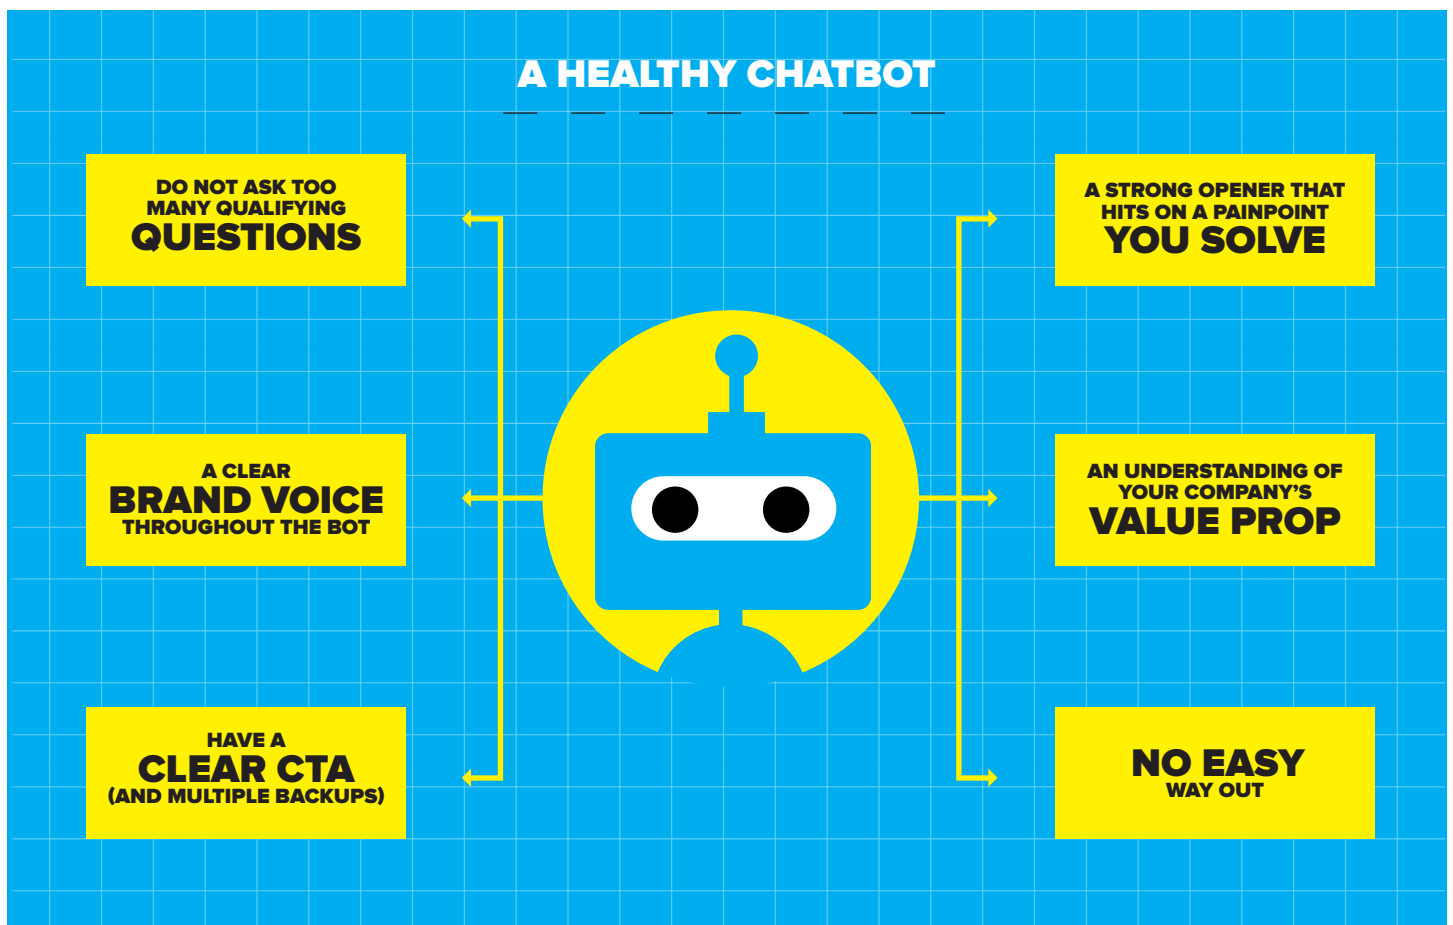 A HEALTHY CHATBOT
DO NOT ASK TOO
MANY QUALIFYING
QUESTIONS
A STRONG OPENER THAT
HITS ON A PAINPOINT
YOU SOLVE
A CLEAR
BRAND VOICE
THROUGHOUT THE BOT
AN UNDERSTANDING OF
YOUR COMPANY’S
VALUE PROP
HAVE A
CLEAR CTA
(AND MULTIPLE BACKUPS)
NO EASY
WAY OUT